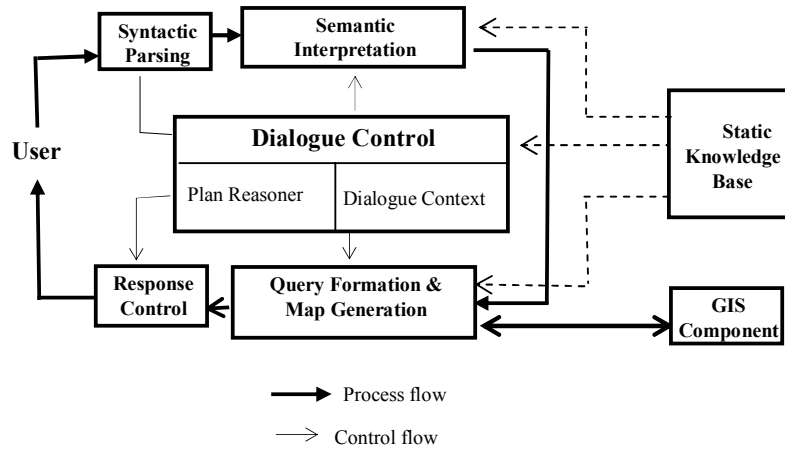 Syntactic
Parsing
Semantic
Interpretation
User
Dialogue Control
Plan Reasoner
Dialogue Context
Static
Knowledge
Base
Response
Control
Query Formation &
Map Generation
GIS
Component
Process flow
Control flow